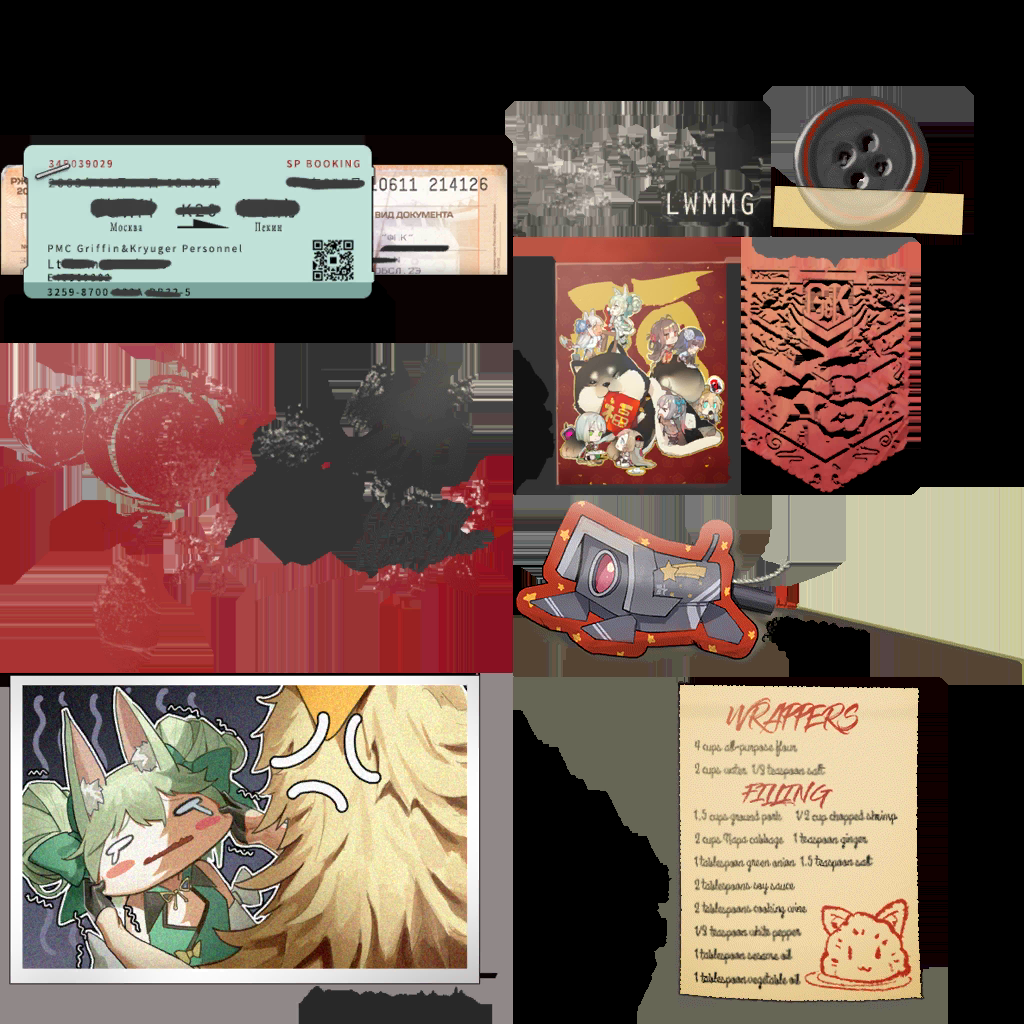 SP BOOKING
10611 214126
ВИД ДОКУМЕНТА
Москва
Пекин
PMC Griffin&Kryuger Personnel
Lt
3259-8700
5
LWMMG
G&K
福
WRAPPERS
4 cups all-purpose flour
2 cups water 1/8 teaspoon salt
FILLING
1.5 cups ground pork 1/2 cup chopped shrimp
2 cups Napa cabbage 1 teaspoon ginger
1 tablespoon green onion 1.5 teaspoon salt
2 tablespoons soy sauce
2 tablespoons cooking wine
1/3 teaspoon white pepper
1 tablespoon sesame oil
1 tablespoon vegetable oil